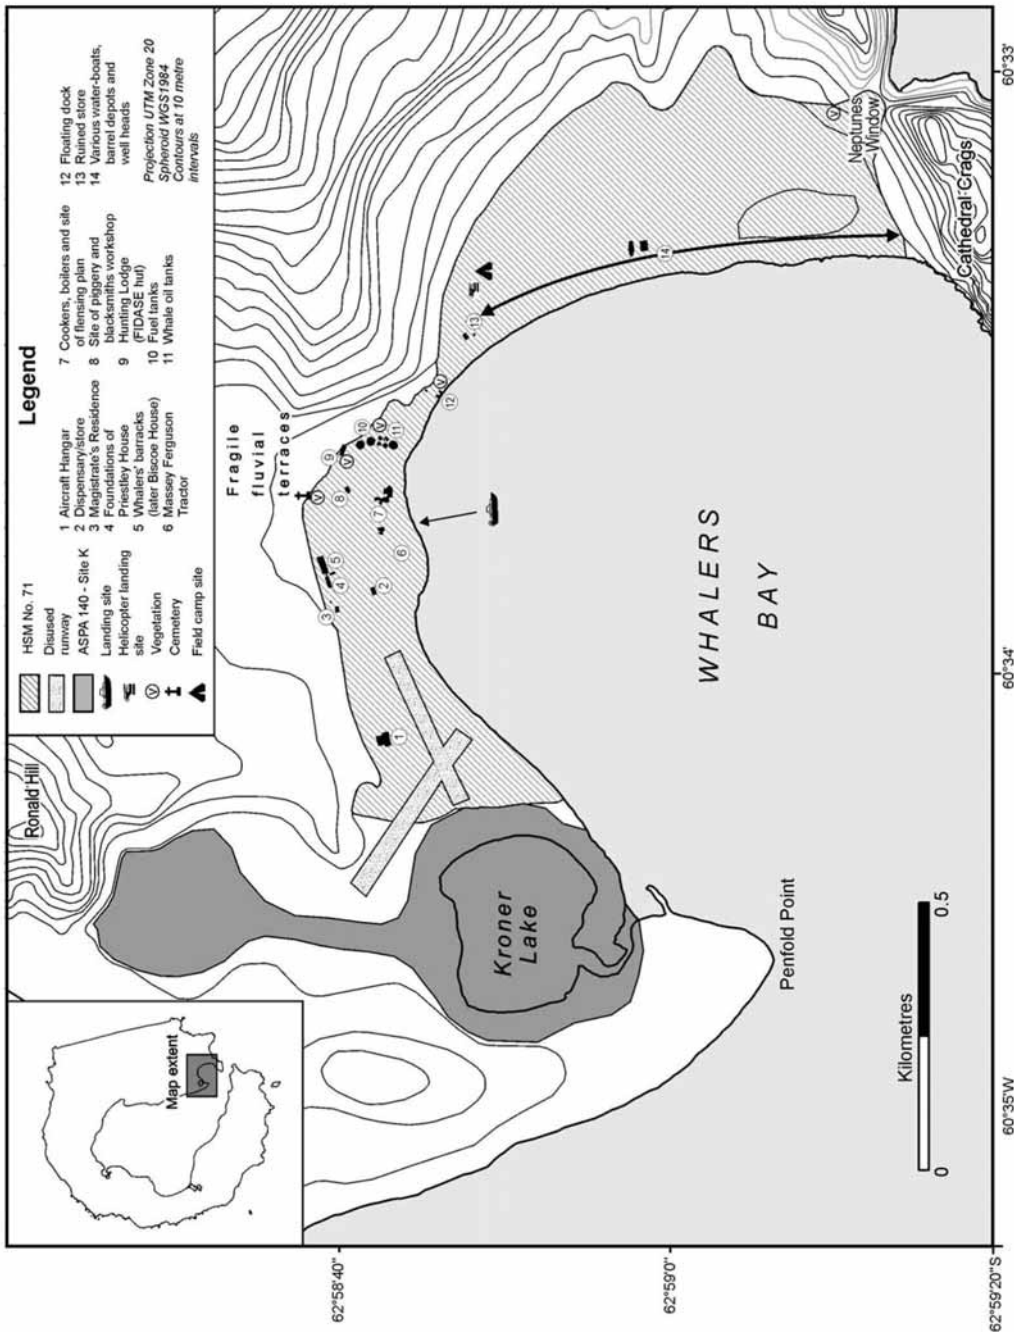 Legend
HSM No. 71
Disused
runway
ASPA 140 - Site K
Landing site
Helicopter landing
site
Vegetation
Cemetery
Field camp site
1 Aircraft Hangar
2 Dispensary/store
3 Magistrate's Residence
4 Foundations of
Priestley House
5 Whalers' barracks
(later Biscoe House)
6 Massey Ferguson
Tractor
7 Cookers, boilers and site
of flensing plan
8 Site of piggery and
blacksmiths workshop
9 Hunting Lodge
(FIDASE hut)
10 Fuel tanks
11 Whale oil tanks
12 Floating dock
13 Ruined store
14 Various water-boats,
barrel depots and
well heads
Projection UTM Zone 20
Spheroid WGS1984
Contours at 10 metre
intervals
Map extent
Ronald Hill
Fragile
fluvial
terraces
V
V
V
V
V
V
1
2
3
4
5
6
7
8
9
10
11
12
13
14
Neptunes
Window
Cathedral Crags
Kroner
Lake
WHALERS
BAY
Penfold Point
Kilometres
0
0.5
62°58'40"
62°59'0"
62°59'20"S
60°35'W
60°34'
60°33'